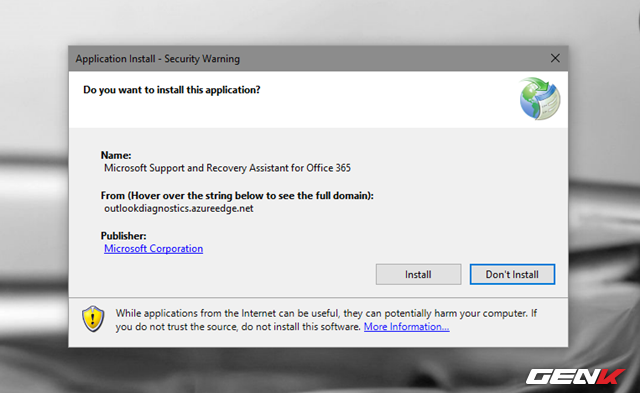 Application Install - Security Warning
Do you want to install this application?
Name:
Microsoft Support and Recovery Assistant for Office 365
From (Hover over the string below to see the full domain):
outlookdiagnostics.azureedge.net
Publisher:
Microsoft Corporation
Install
Don't Install
While applications from the Internet can be useful, they can potentially harm your computer. If
you do not trust the source, do not install this software. More Information...
GENK